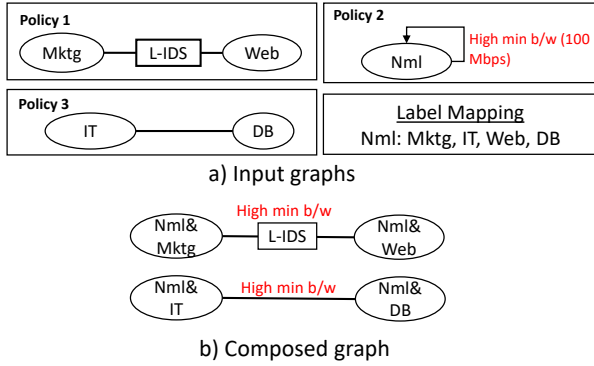 Policy 1
Mktg
L-IDS
Web
Policy 2
Nml
High min b/w (100
Mbps)
Policy 3
IT
DB
Label Mapping
Nml: Mktg, IT, Web, DB
a) Input graphs
High min b/w
Nml&
Mktg
L-IDS
Nml&
Web
High min b/w
Nml&
IT
Nml&
DB
b) Composed graph